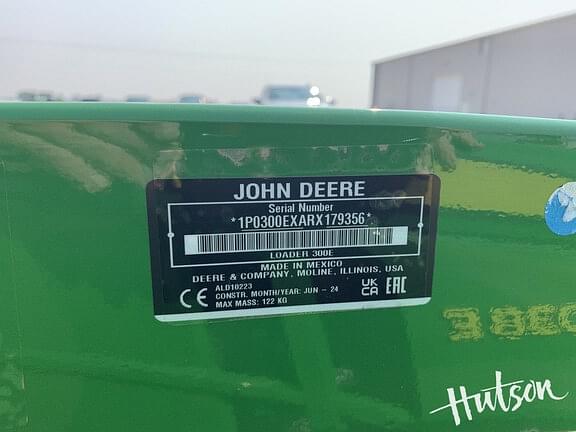 JOHN DEERE
Serial Number
*1P0300EXARX179356*
LOADER 300E
MADE IN MEXICO
DEERE & COMPANY, MOLINE, ILLINOIS, USA
ALD10223
CONSTR. MONTH/YEAR: JUN - 24
MAX MASS: 122 KG
CE
UK CA
EAC
Hutson